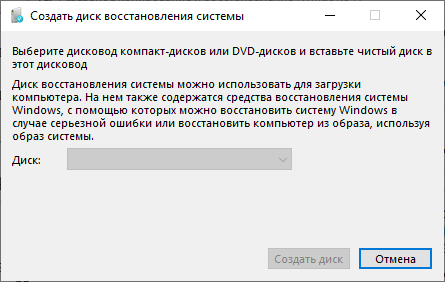 Создать диск восстановления системы
Выберите дисковод компакт-дисков или DVD-дисков и вставьте чистый диск в
этот дисковод
Диск восстановления системы можно использовать для загрузки
компьютера. На нем также содержатся средства восстановления системы
Windows, с помощью которых можно восстановить систему Windows в
случае серьезной ошибки или восстановить компьютер из образа, используя
образ системы.
Диск:
Создать диск
Отмена